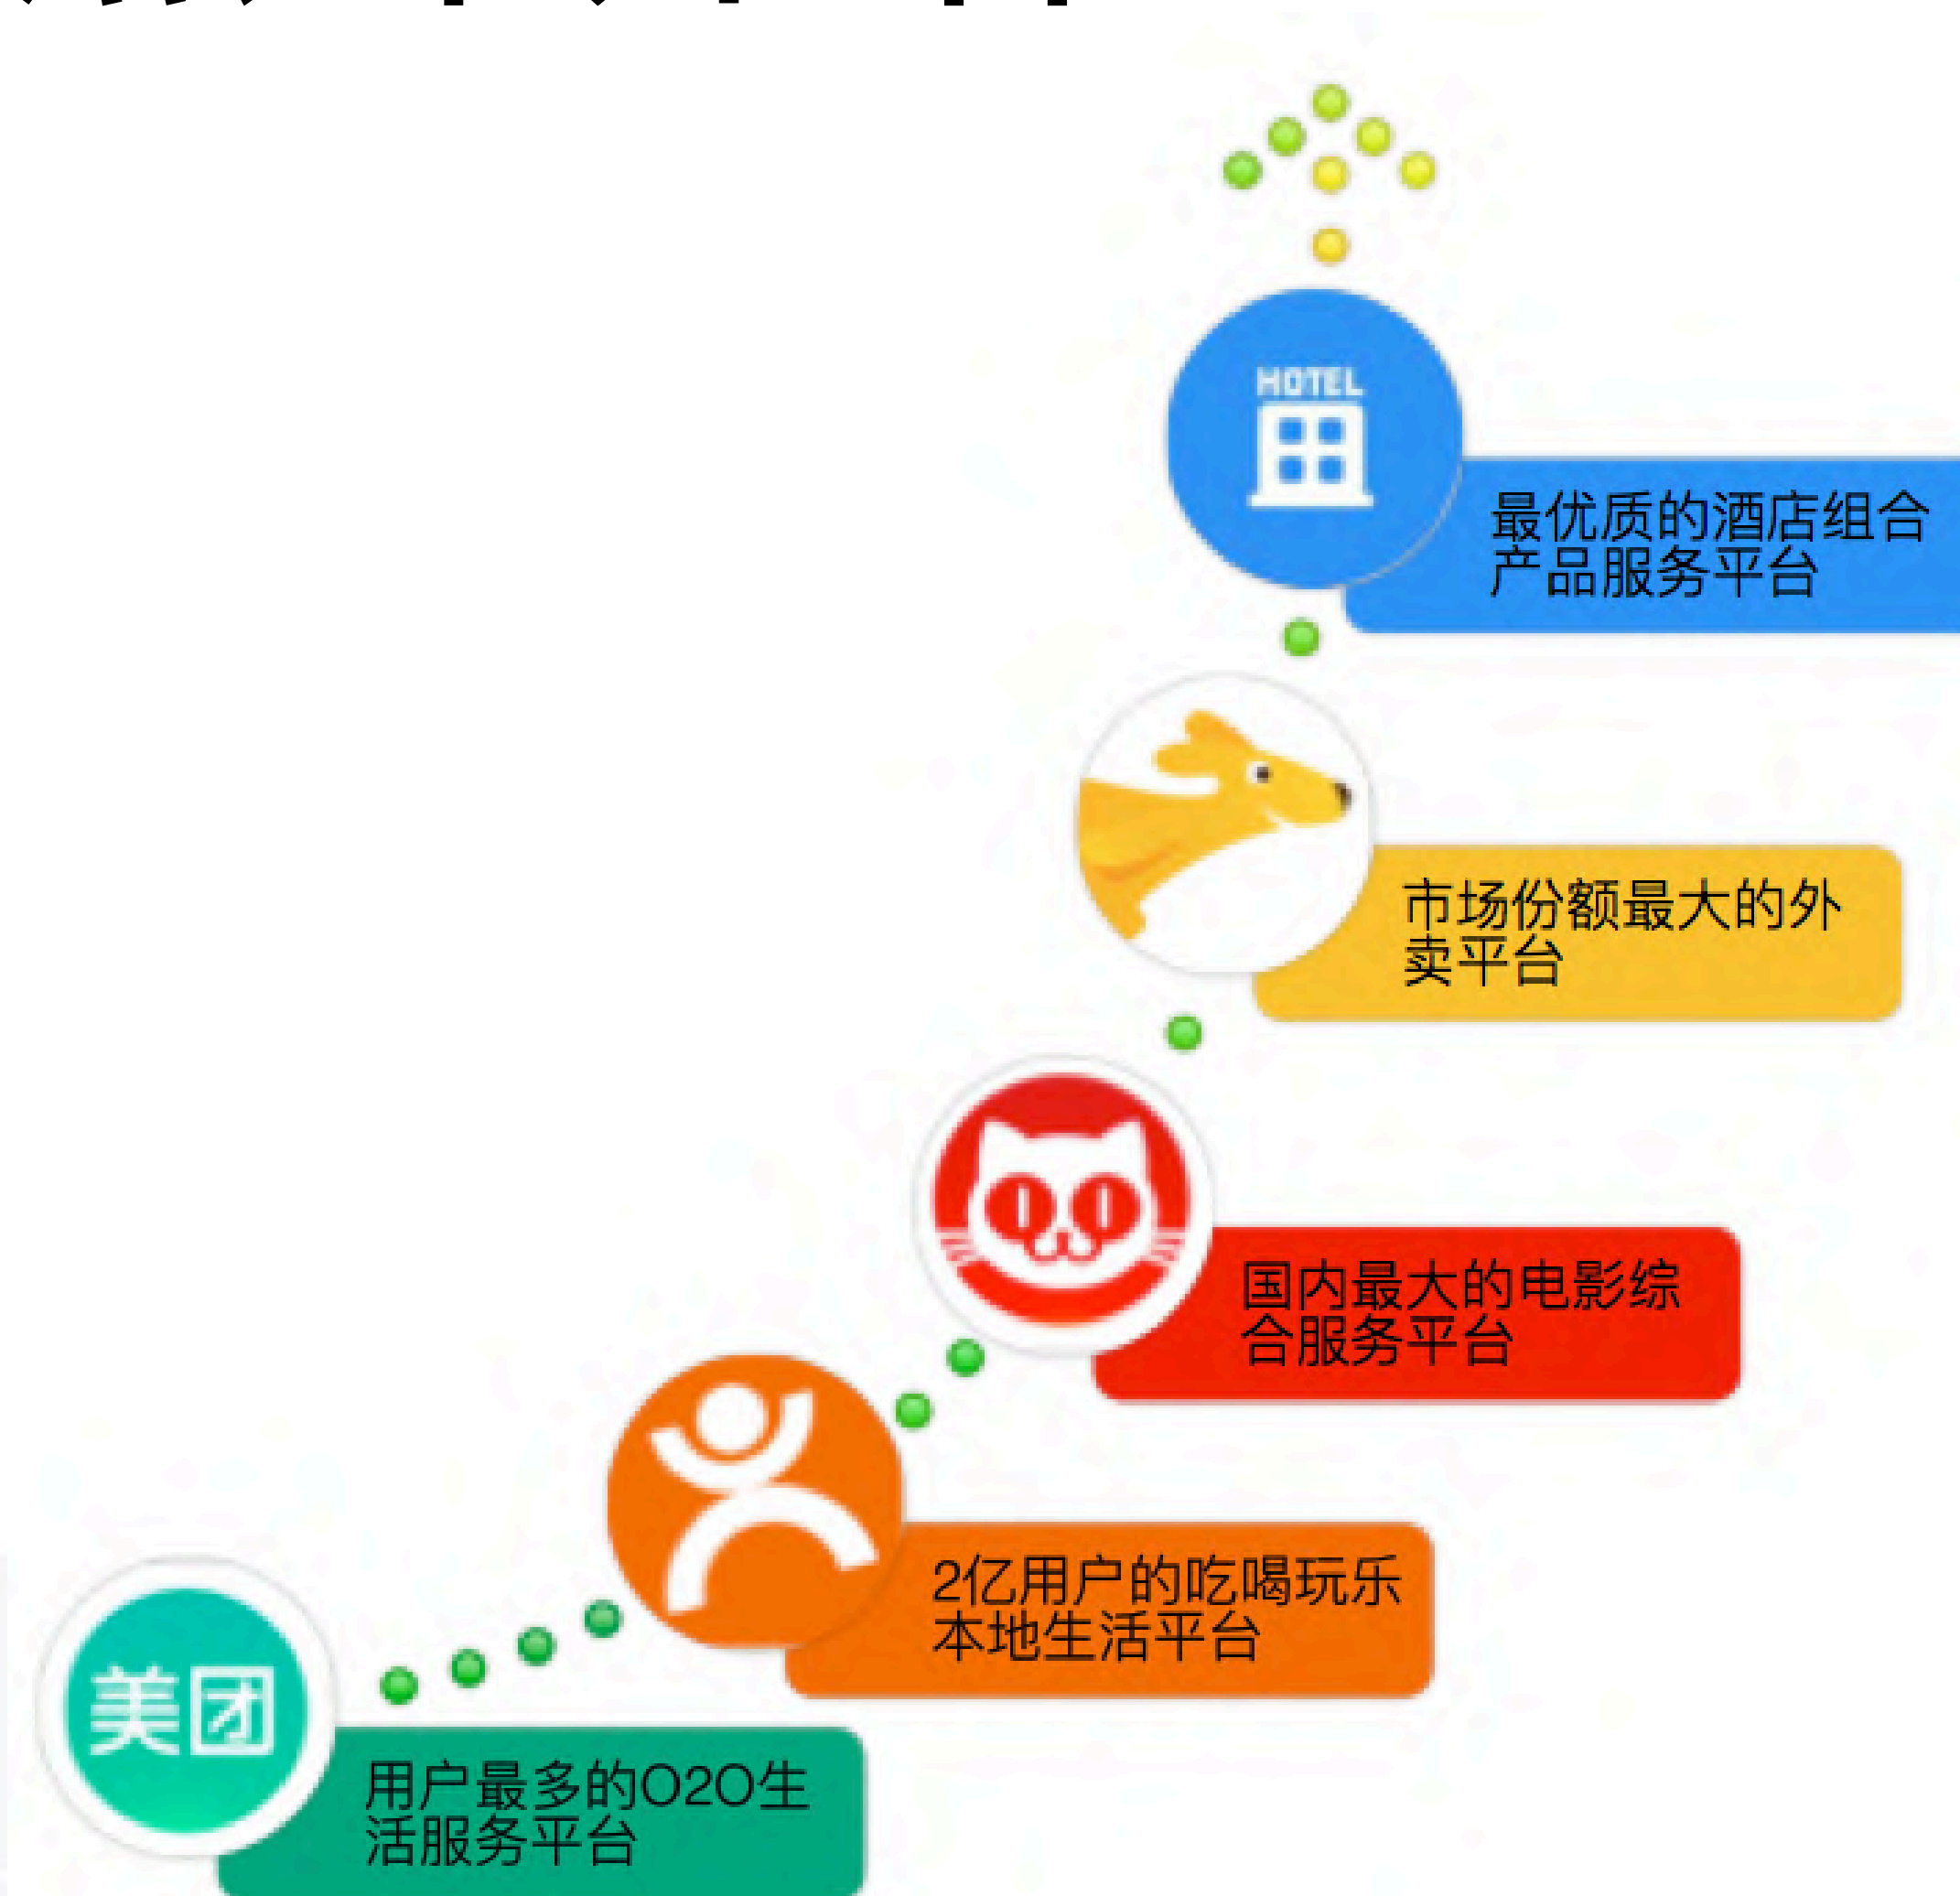 HOTEL
最优质的酒店组合
产品服务平台
市场份额最大的外
卖平台
国内最大的电影综
合服务平台
2亿用户的吃喝玩乐
本地生活平台
美团
用户最多的O2O生
活服务平台